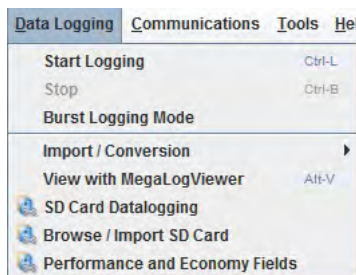 Data Logging Communications Tools He
Start Logging Ctrl-L
Stop Ctrl-B
Burst Logging Mode
Import / Conversion
View with MegaLogViewer Alt-V
SD Card Datalogging
Browse / Import SD Card
Performance and Economy Fields